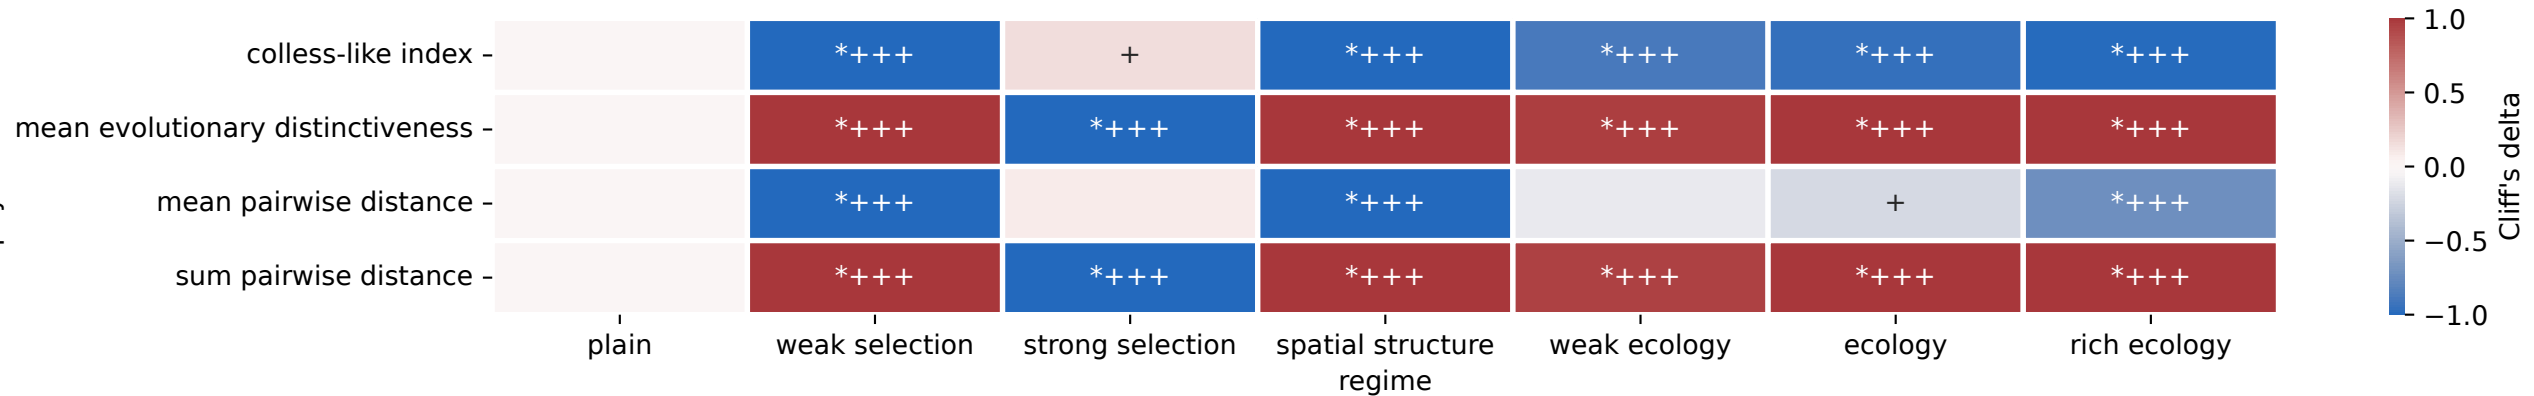 colless-like index
*+++ + *+++ *+++ *+++ *+++
mean evolutionary distinctiveness
*+++ *+++ *+++ *+++ *+++ *+++
mean pairwise distance
*+++ *+++ + *+++
sum pairwise distance
*+++ *+++ *+++ *+++ *+++ *+++
plain weak selection strong selection spatial structure weak ecology ecology rich ecology
regime
1.0
0.5
0.0
−0.5
−1.0
Cliff's delta